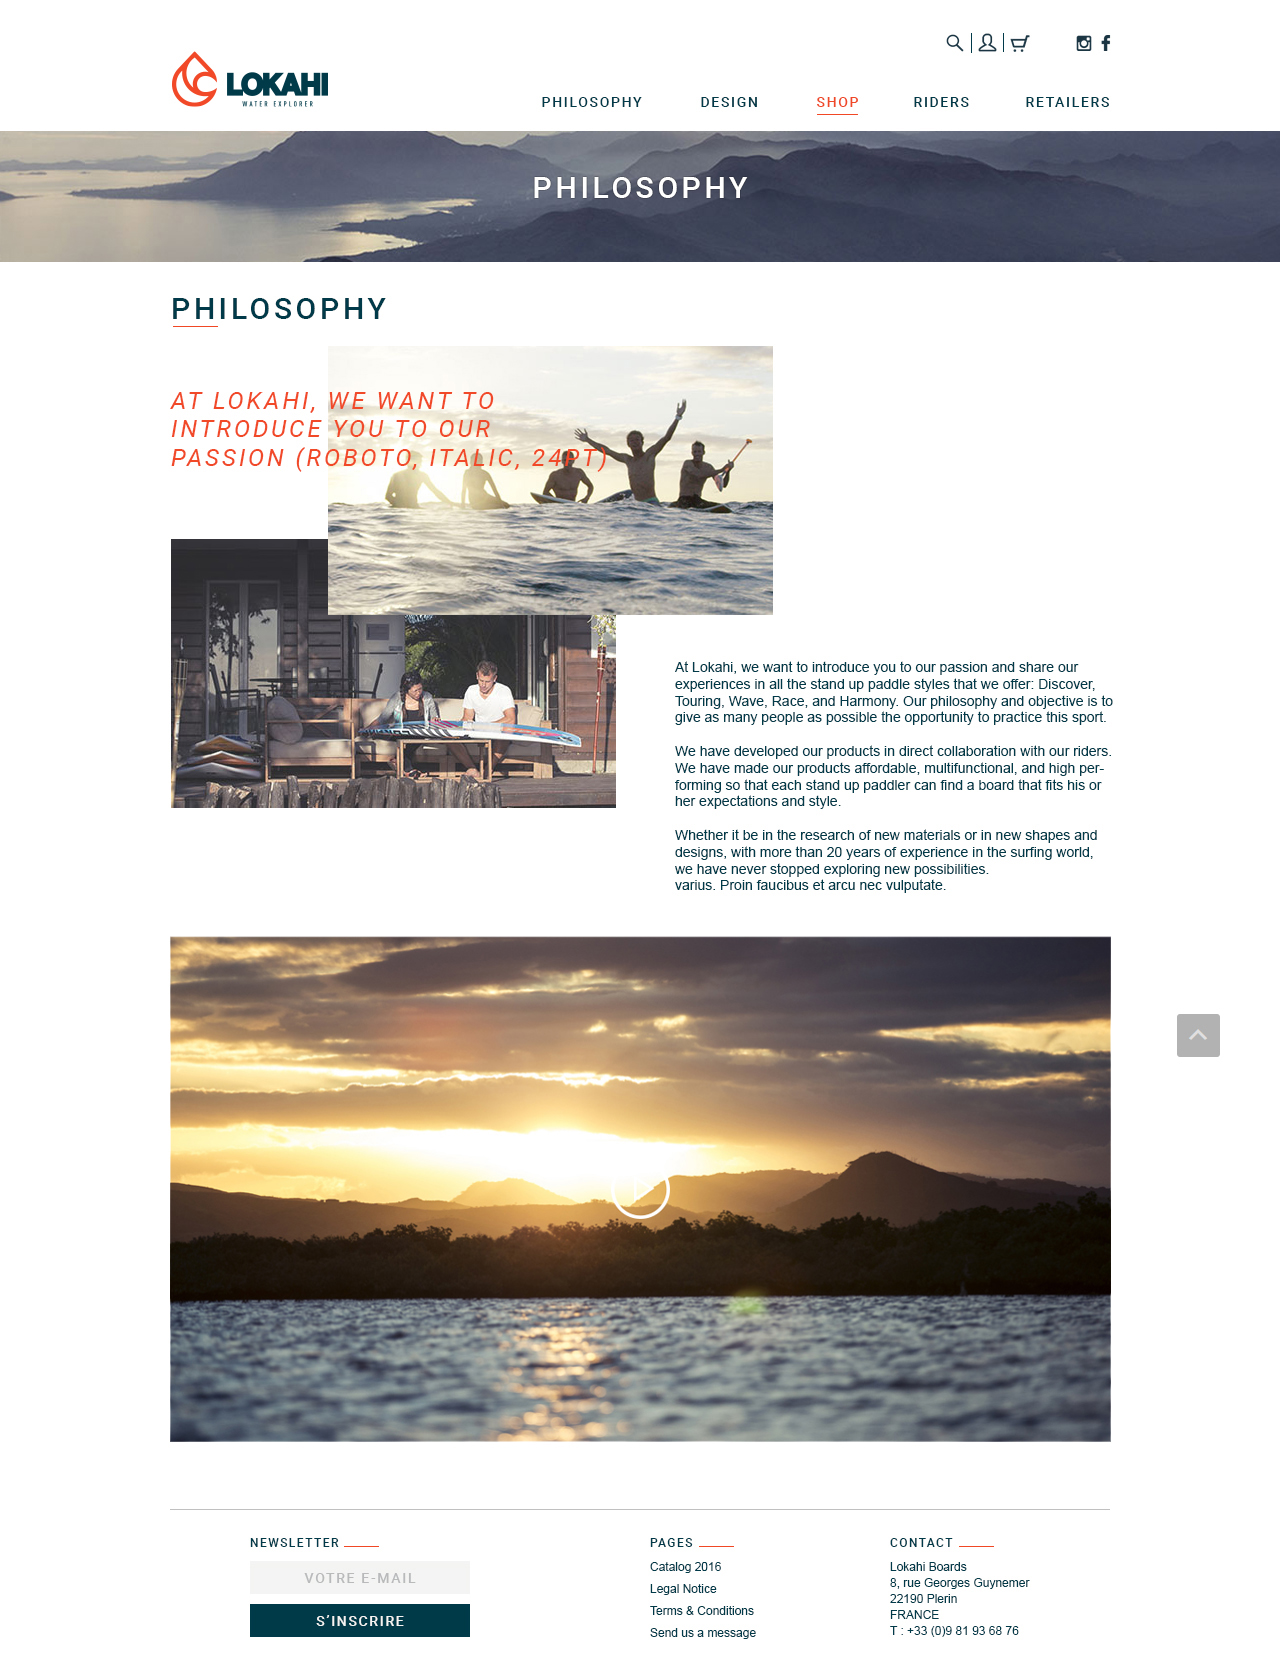 LOKAHI
WATER EXPLORER
PHILOSOPHY
DESIGN
SHOP
RIDERS
RETAILERS
PHILOSOPHY
PHILOSOPHY
AT LOKAHI, WE WANT TO
INTRODUCE YOU TO OUR
PASSION (ROBOTO, ITALIC, 24PT)
At Lokahi, we want to introduce you to our passion and share our
experiences in all the stand up paddle styles that we offer: Discover,
Touring, Wave, Race, and Harmony. Our philosophy and objective is to
give as many people as possible the opportunity to practice this sport.
We have developed our products in direct collaboration with our riders.
We have made our products affordable, multifunctional, and high per-
forming so that each stand up paddler can find a board that fits his or
her expectations and style.
Whether it be in the research of new materials or in new shapes and
designs, with more than 20 years of experience in the surfing world,
we have never stopped exploring new possibilities.
varius. Proin faucibus et arcu nec vulputate.
NEWSLETTER
VOTRE E-MAIL
S’INSCRIRE
PAGES
Catalog 2016
Legal Notice
Terms & Conditions
Send us a message
CONTACT
Lokahi Boards
8, rue Georges Guynemer
22190 Plerin
FRANCE
T : +33 (0)9 81 93 68 76